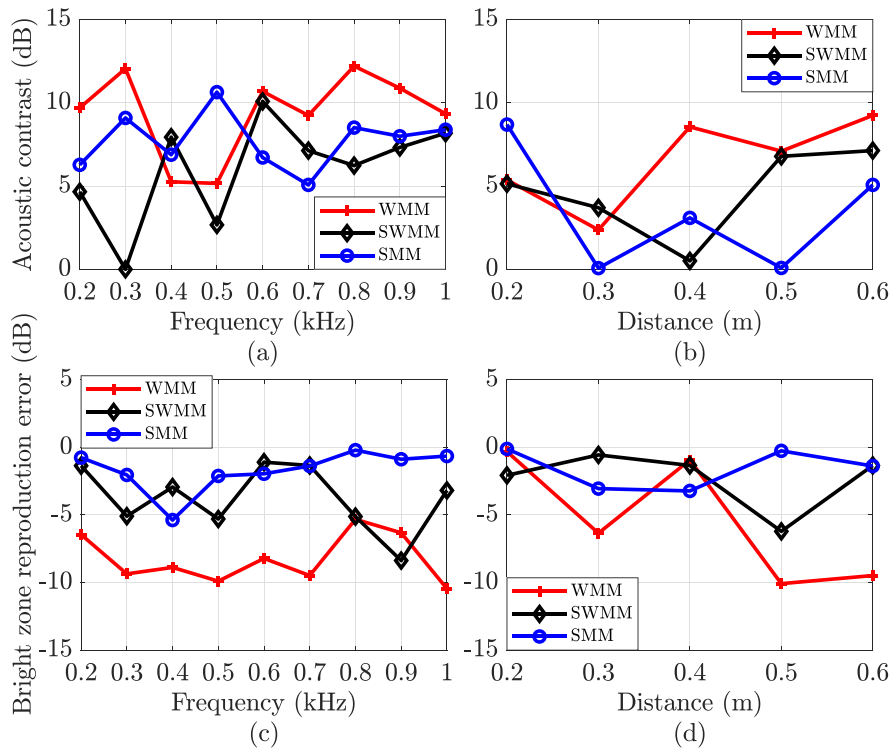 Acoustic contrast (dB)
15
10
5
0
WMM
SWMM
SMM
0.2 0.3 0.4 0.5 0.6 0.7 0.8 0.9 1
Frequency (kHz)
(a)
15
10
5
0
WMM
SWMM
SMM
0.2 0.3 0.4 0.5 0.6
Distance (m)
(b)
Bright zone reproduction error (dB)
5
0
-5
-10
-15
WMM
SWMM
SMM
0.2 0.3 0.4 0.5 0.6 0.7 0.8 0.9 1
Frequency (kHz)
(c)
5
0
-5
-10
-15
WMM
SWMM
SMM
0.2 0.3 0.4 0.5 0.6
Distance (m)
(d)